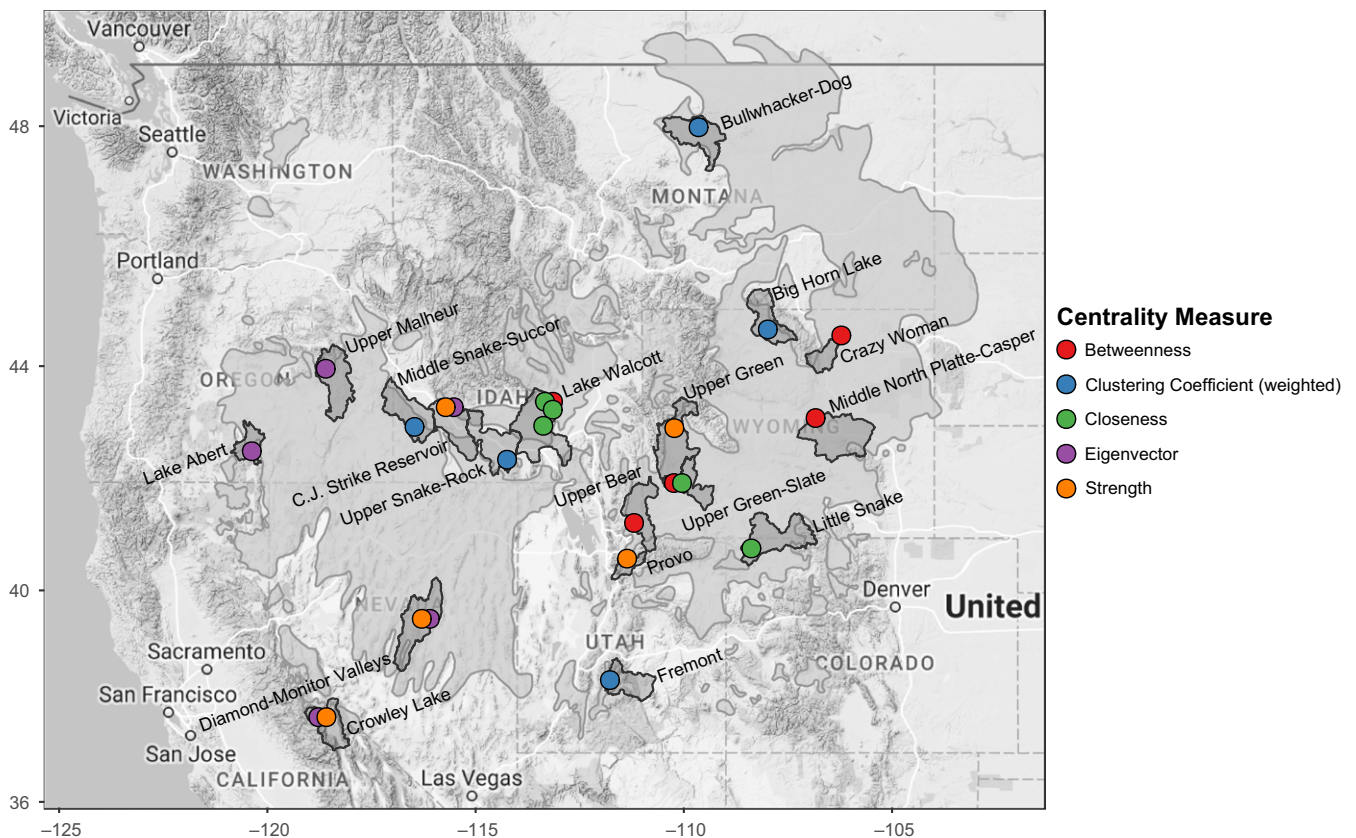 Vancouver
Victoria
Seattle
WASHINGTON
Portland
Bullwhacker-Dog
MONTANA
Big Horn Lake
Upper Malheur
Middle Snake-Succor
Crazy Woman
OREGON
IDAH
Lake Walcott
Upper Green
Middle North Platte-Casper
WYOMING
Lake Abert
C.J. Strike Reservoir
Upper Snake-Rock
Upper Bear
Upper Green-Slate
Little Snake
Provo
Denver
NEV
United
UTAH
COLORADO
Sacramento
Fremont
San Francisco
Diamond-Monitor Valleys
Crowley Lake
San Jose
CALIFORNIA
Las Vegas
48
44
40
36
−125
−120
−115
−110
−105
Centrality Measure
Betweenness
Clustering Coefficient (weighted)
Closeness
Eigenvector
Strength